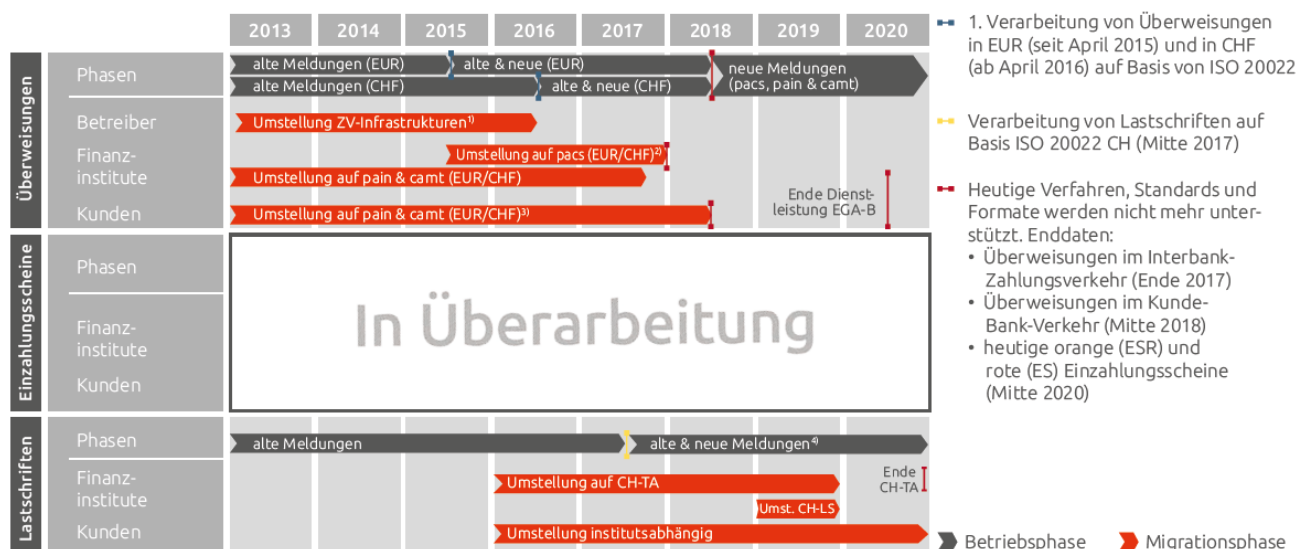 2013 2014 2015 2016 2017 2018 2019 2020
Überweisungen
Phasen
alte Meldungen (EUR) alte & neue (EUR)
alte Meldungen (CHF) alte & neue (CHF)
neue Meldungen
(pacs, pain & camt)
Betreiber
Umstellung ZV-Infrastrukturen¹⁾
Finanz-
institute
Umstellung auf pacs (EUR/CHF)²⁾
Umstellung auf pain & camt (EUR/CHF)
Kunden
Umstellung auf pain & camt (EUR/CHF)³⁾
Ende Dienst-
leistung EGA-B
Einzahlungsscheine
Phasen
Finanz-
institute
Kunden
In Überarbeitung
Lastschriften
Phasen
alte Meldungen alte & neue Meldungen⁴⁾
Finanz-
institute
Umstellung auf CH-TA
Ende
CH-TA
Umst. CH-LS
Kunden
Umstellung institutsabhängig
1. Verarbeitung von Überweisungen
in EUR (seit April 2015) und in CHF
(ab April 2016) auf Basis von ISO 20022
Verarbeitung von Lastschriften auf
Basis ISO 20022 CH (Mitte 2017)
Heutige Verfahren, Standards und
Formate werden nicht mehr unter-
stützt. Enddaten:
• Überweisungen im Interbank-
Zahlungsverkehr (Ende 2017)
• Überweisungen im Kunde-
Bank-Verkehr (Mitte 2018)
• heutige orange (ESR) und
rote (ES) Einzahlungsscheine
(Mitte 2020)
Betriebsphase Migrationsphase